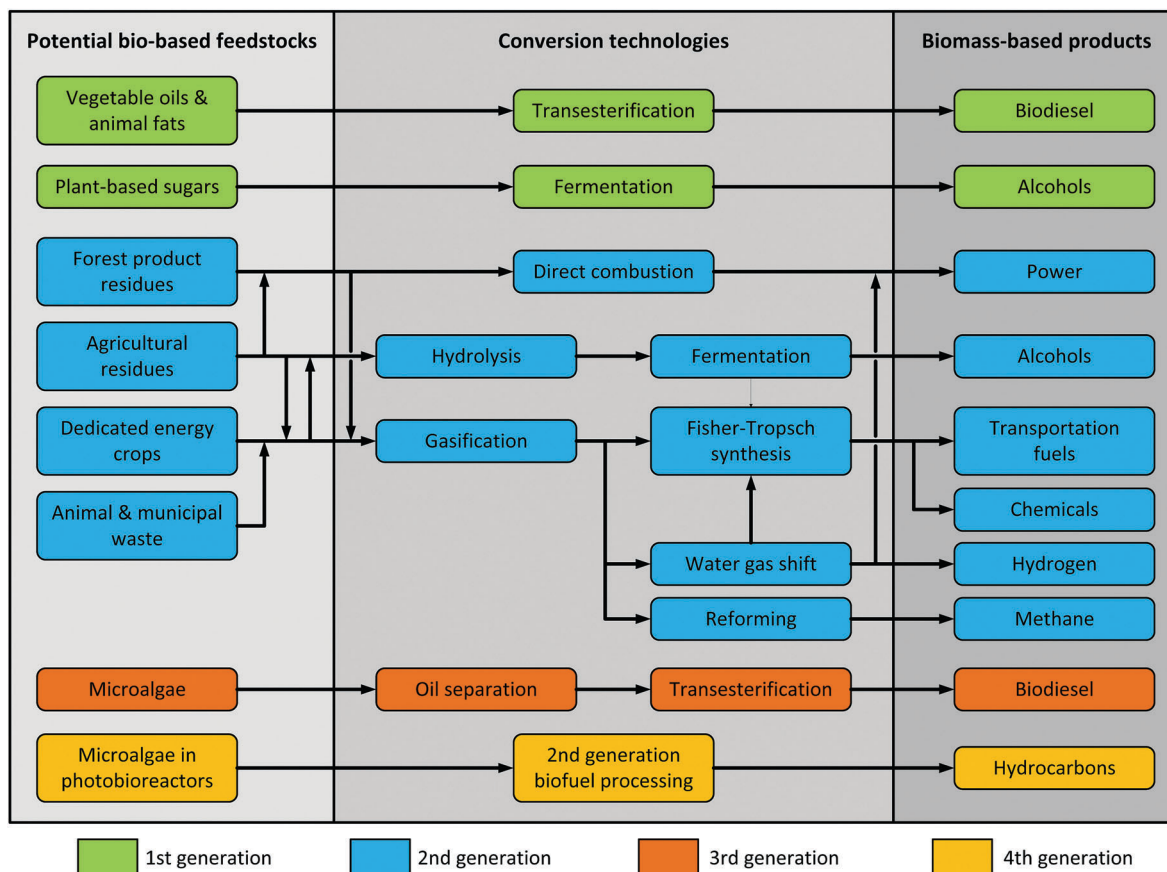 Potential bio-based feedstocks
Conversion technologies
Biomass-based products
Vegetable oils &
animal fats
Transesterification
Biodiesel
Plant-based sugars
Fermentation
Alcohols
Forest product
residues
Direct combustion
Power
Agricultural
residues
Hydrolysis
Fermentation
Alcohols
Dedicated energy
crops
Gasification
Fisher-Tropsch
synthesis
Transportation
fuels
Chemicals
Animal & municipal
waste
Water gas shift
Hydrogen
Reforming
Methane
Microalgae
Oil separation
Transesterification
Biodiesel
Microalgae in
photobioreactors
2nd generation
biofuel processing
Hydrocarbons
1st generation
2nd generation
3rd generation
4th generation